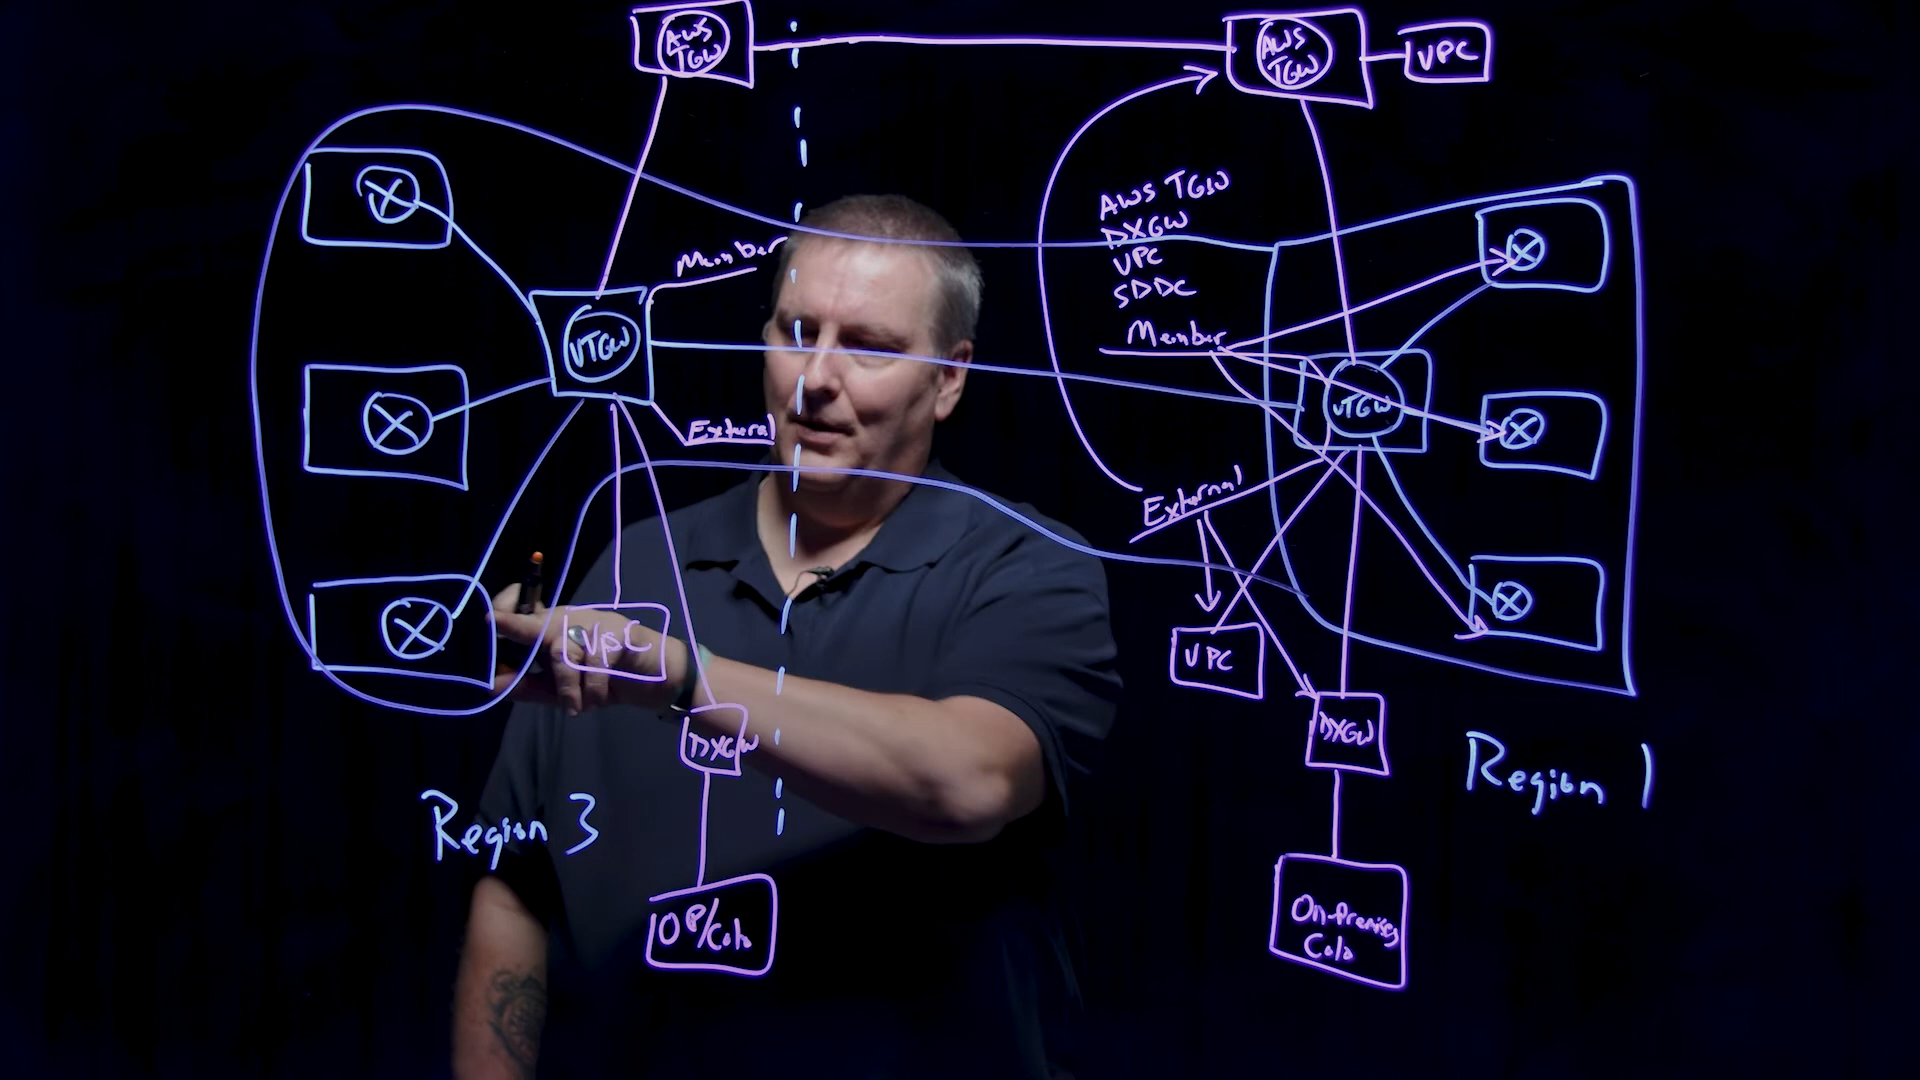 AWS
TGW
AWS
TGW
VPC
AWS TGW
DXGW
VPC
SDDC
Member
Member
VTGW
VTGW
External
External
VPC
VPC
DXGW
DXGW
Region 3
Region 1
OP/Colo
On-Premises
Colo